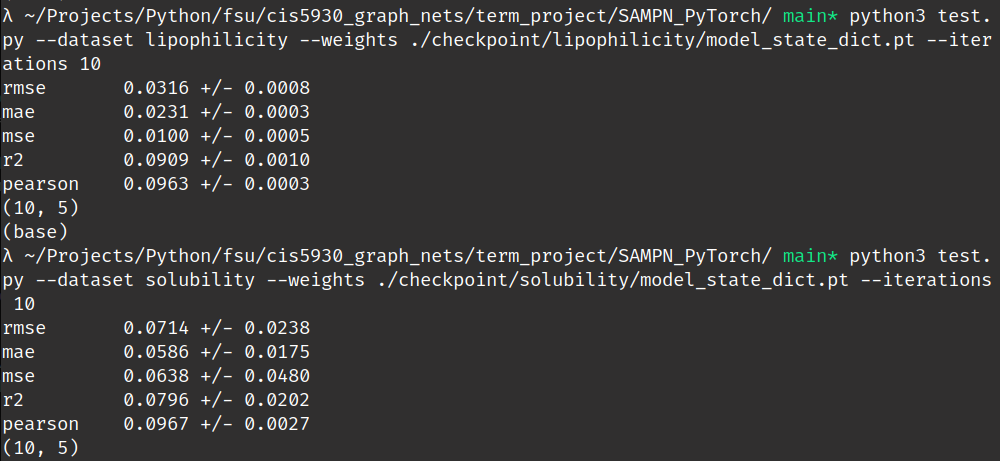 λ ~/Projects/Python/fsu/cis5930_graph_nets/term_project/SAMPN_PyTorch/ main* python3 test.
py --dataset lipophilicity --weights ./checkpoint/lipophilicity/model_state_dict.pt --iter
ations 10
rmse 0.0316 +/- 0.0008
mae 0.0231 +/- 0.0003
mse 0.0100 +/- 0.0005
r2 0.0909 +/- 0.0010
pearson 0.0963 +/- 0.0003
(10, 5)
(base)
λ ~/Projects/Python/fsu/cis5930_graph_nets/term_project/SAMPN_PyTorch/ main* python3 test.
py --dataset solubility --weights ./checkpoint/solubility/model_state_dict.pt --iterations
10
rmse 0.0714 +/- 0.0238
mae 0.0586 +/- 0.0175
mse 0.0638 +/- 0.0480
r2 0.0796 +/- 0.0202
pearson 0.0967 +/- 0.0027
(10, 5)